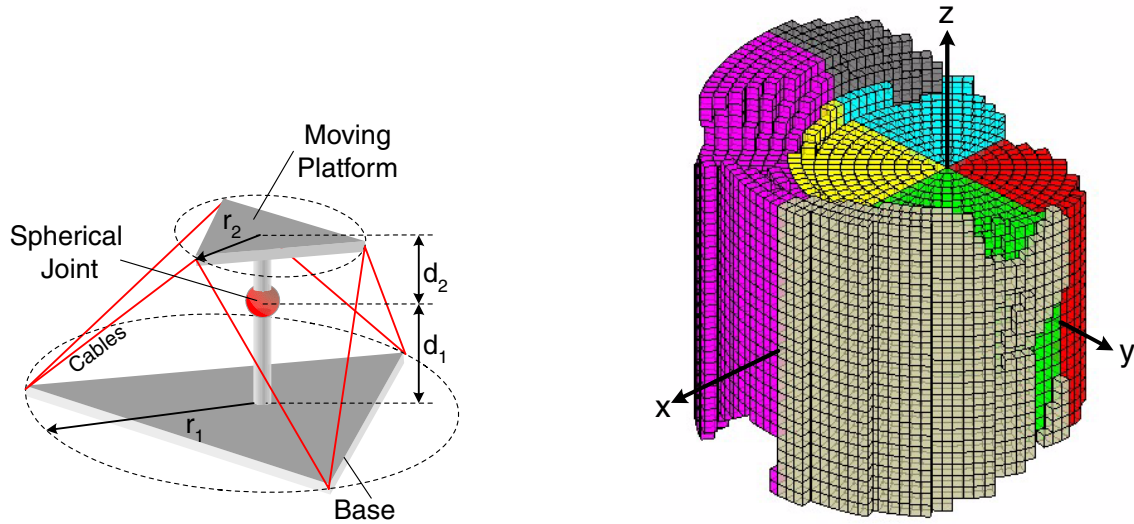 Moving
Platform
Spherical
Joint
r2
d2
Cables
d1
r1
Base
z
x
y